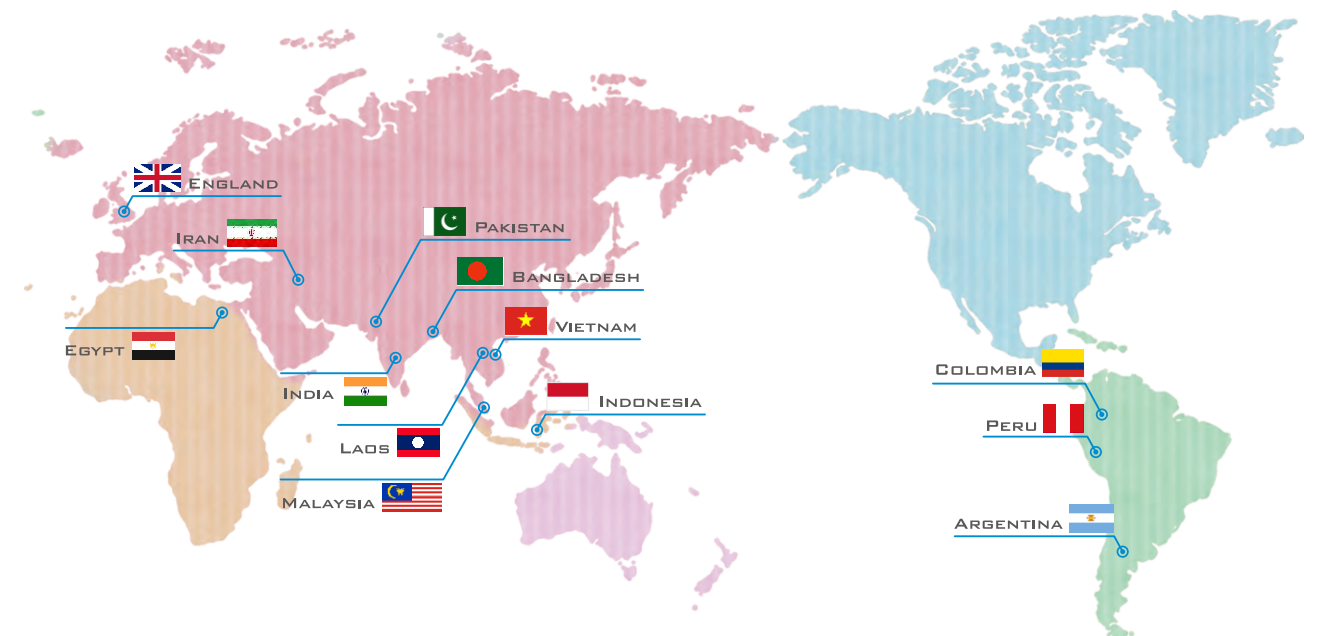 England
Iran
Pakistan
Bangladesh
Vietnam
Egypt
India
Indonesia
Laos
Malaysia
Colombia
Peru
Argentina